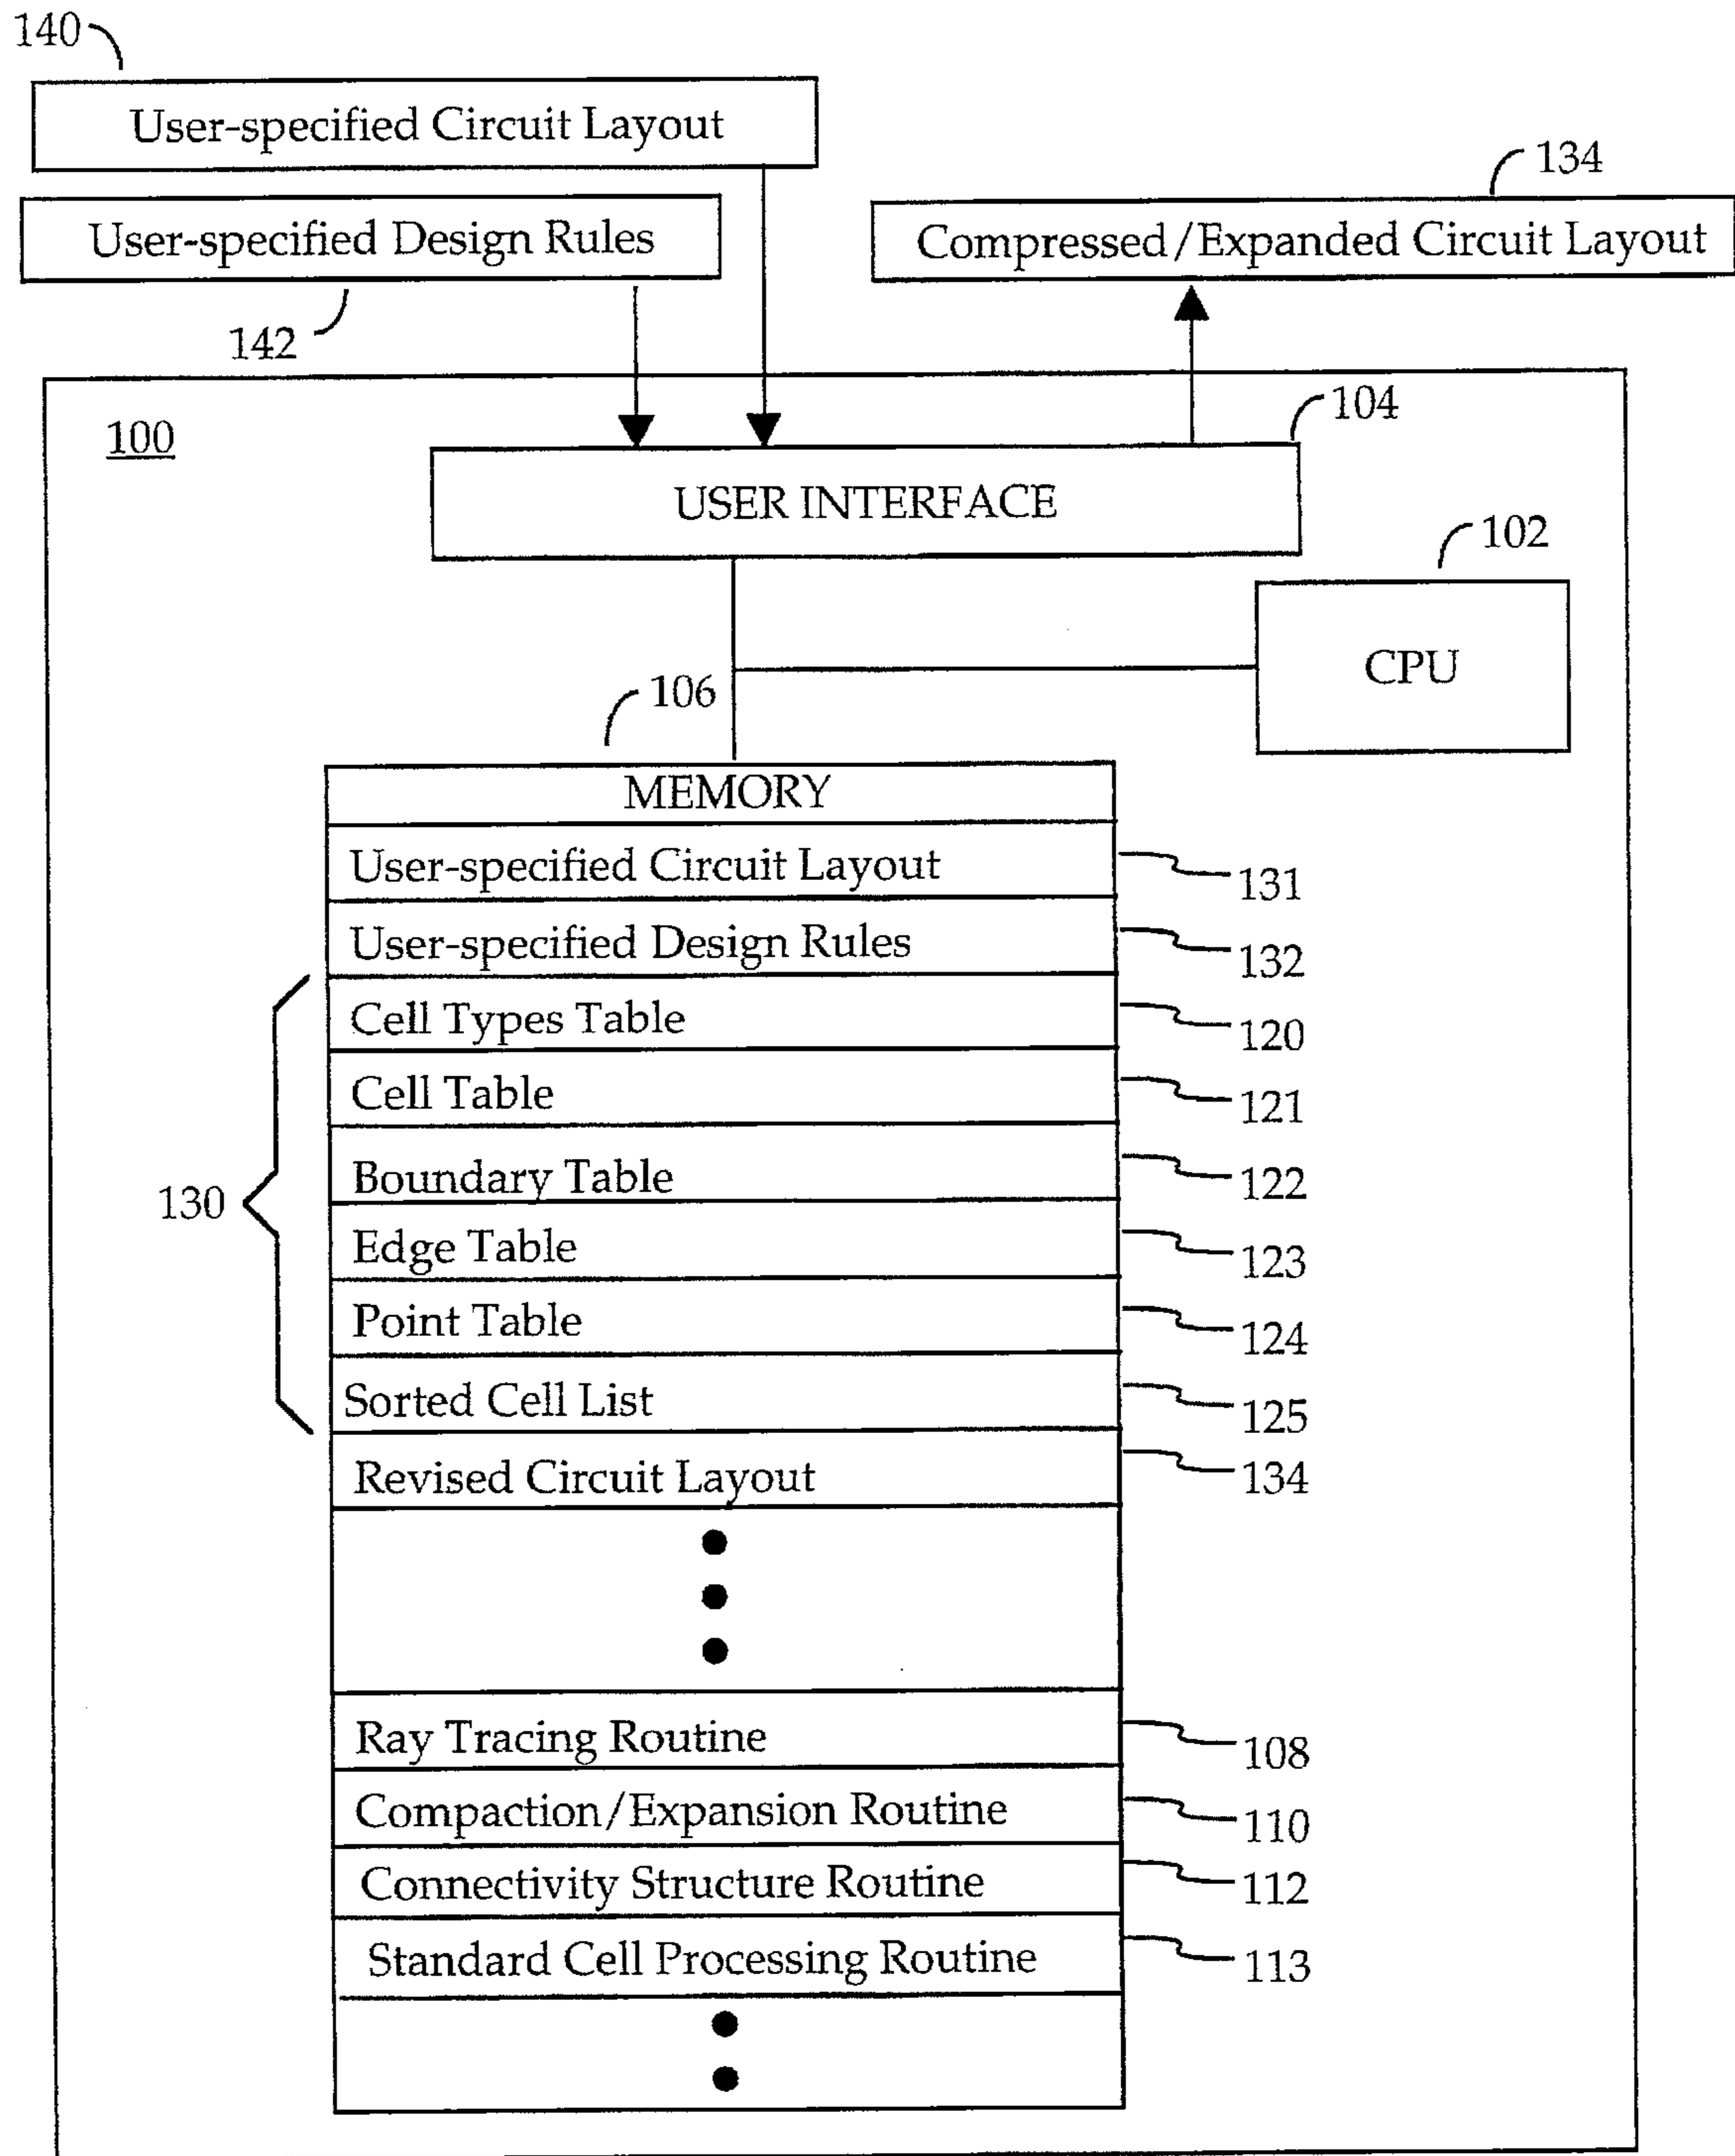 140
User-specified Circuit Layout
134
User-specified Design Rules
Compressed/Expanded Circuit Layout
142
100
104
USER INTERFACE
102
CPU
106
MEMORY
User-specified Circuit Layout
131
User-specified Design Rules
132
Cell Types Table
120
Cell Table
121
130
Boundary Table
122
Edge Table
123
Point Table
124
Sorted Cell List
125
Revised Circuit Layout
134
Ray Tracing Routine
108
Compaction/Expansion Routine
110
Connectivity Structure Routine
112
Standard Cell Processing Routine
113